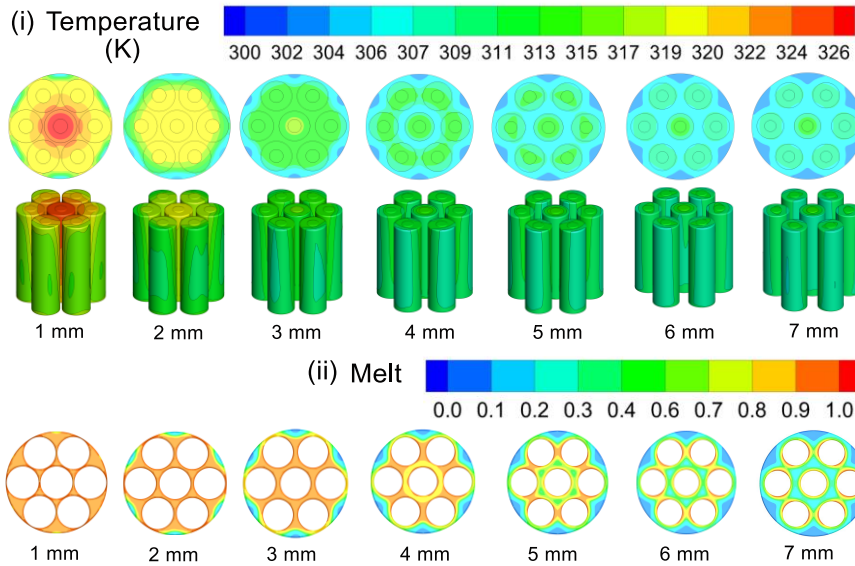 (i) Temperature
(K)
300 302 304 306 307 309 311 313 315 317 319 320 322 324 326
1 mm 2 mm 3 mm 4 mm 5 mm 6 mm 7 mm
(ii) Melt
0.0 0.1 0.2 0.3 0.4 0.6 0.7 0.8 0.9 1.0
1 mm 2 mm 3 mm 4 mm 5 mm 6 mm 7 mm